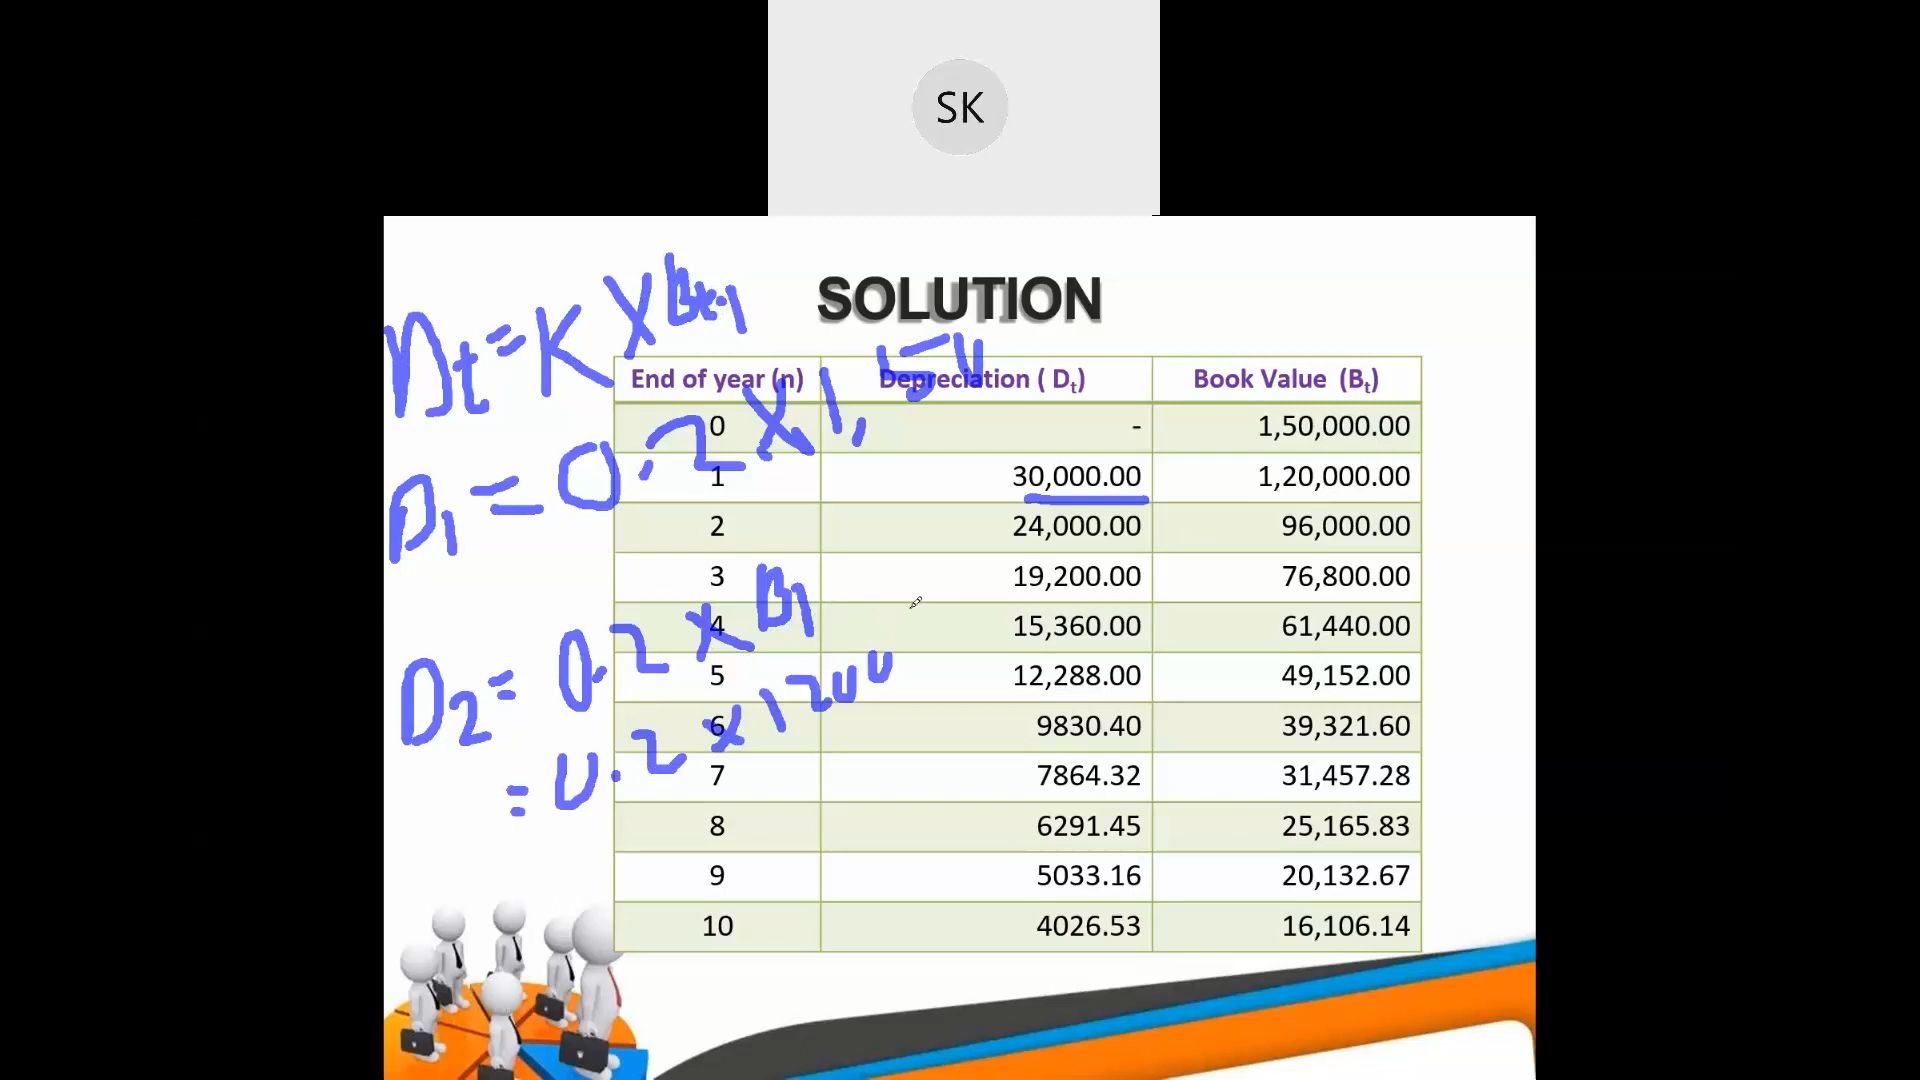 SK
SOLUTION
Dt = K X Bt-1
End of year (n) Depreciation ( Dt) Book Value (Bt)
0 - 1,50,000.00
D1 = 0.2 X 1,50
1 30,000.00 1,20,000.00
2 24,000.00 96,000.00
3 19,200.00 76,800.00
D2 = 0.2 x B1
4 15,360.00 61,440.00
5 12,288.00 49,152.00
= 0.2 x 1200
6 9830.40 39,321.60
7 7864.32 31,457.28
8 6291.45 25,165.83
9 5033.16 20,132.67
10 4026.53 16,106.14